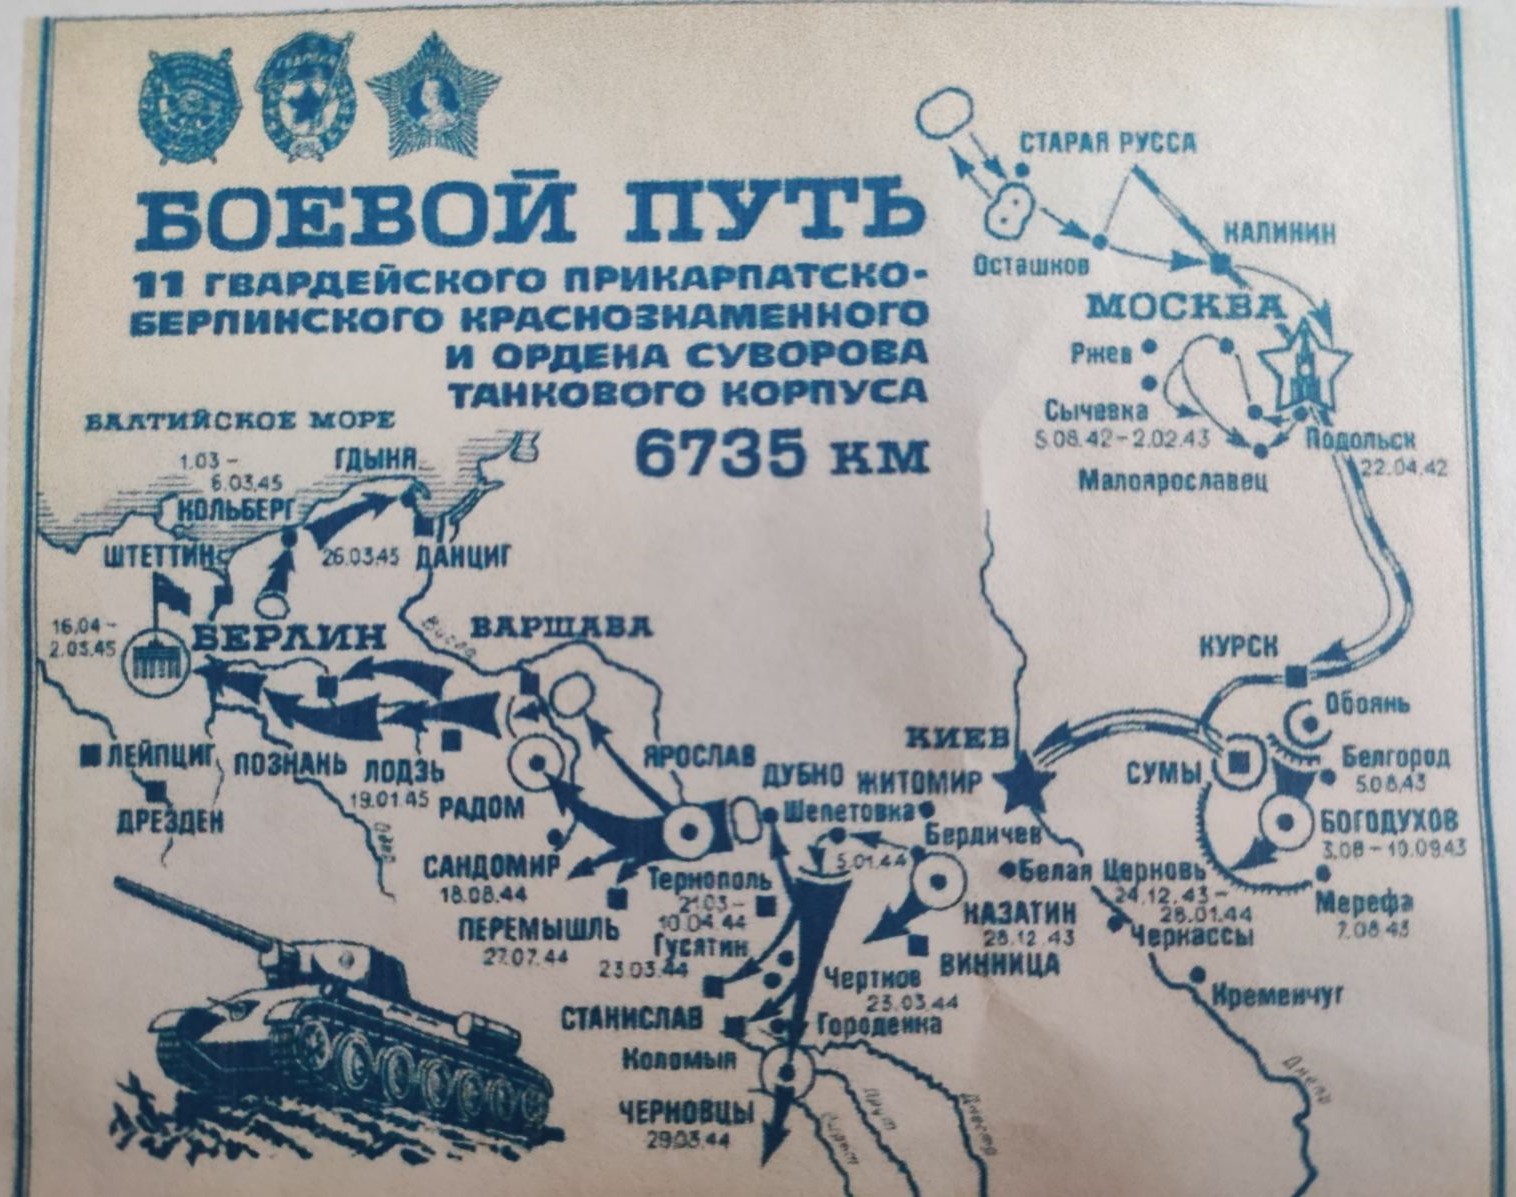 БОЕВОЙ ПУТЬ
11 ГВАРДЕЙСКОГО ПРИКАРПАТСКО-
БЕРЛИНСКОГО КРАСНОЗНАМЕННОГО
И ОРДЕНА СУВОРОВА
ТАНКОВОГО КОРПУСА
6735 КМ
СТАРАЯ РУССА
КАЛИНИН
Осташков
МОСКВА
Ржев
Сычевка
5.08.42-2.02.43
Подольск
22.04.42
Малоярославец
БАЛТИЙСКОЕ МОРЕ
1.03-
6.03.45
ГДЫНЯ
КОЛЬБЕРГ
ШТЕТТИН
26.03.45
ДАНЦИГ
16.04-
2.03.45
БЕРЛИН
Висла
ВАРШАВА
КУРСК
Обоянь
Белгород
5.08.43
СУМЫ
БОГОДУХОВ
3.08-10.09.43
Мерефа
7.08.43
КИЕВ
ЛЕЙПЦИГ
ПОЗНАНЬ
ЛОДЗЬ
19.01.45
РАДОМ
ДРЕЗДЕН
Одер
ЯРОСЛАВ
ДУБНО
ЖИТОМИР
Шепетовка
Бердичев
5.01.44
САНДОМИР
18.08.44
ПЕРЕМЫШЛЬ
27.07.44
Тернополь
21.03-
10.04.44
Гусятин
23.03.44
КАЗАТИН
28.12.43
ВИННИЦА
Белая Церковь
24.12.43-
28.01.44
Черкассы
Кременчуг
Чертков
23.03.44
СТАНИСЛАВ
Городенка
Коломыя
ЧЕРНОВЦЫ
29.03.44
Прут
Днестр
Днепр